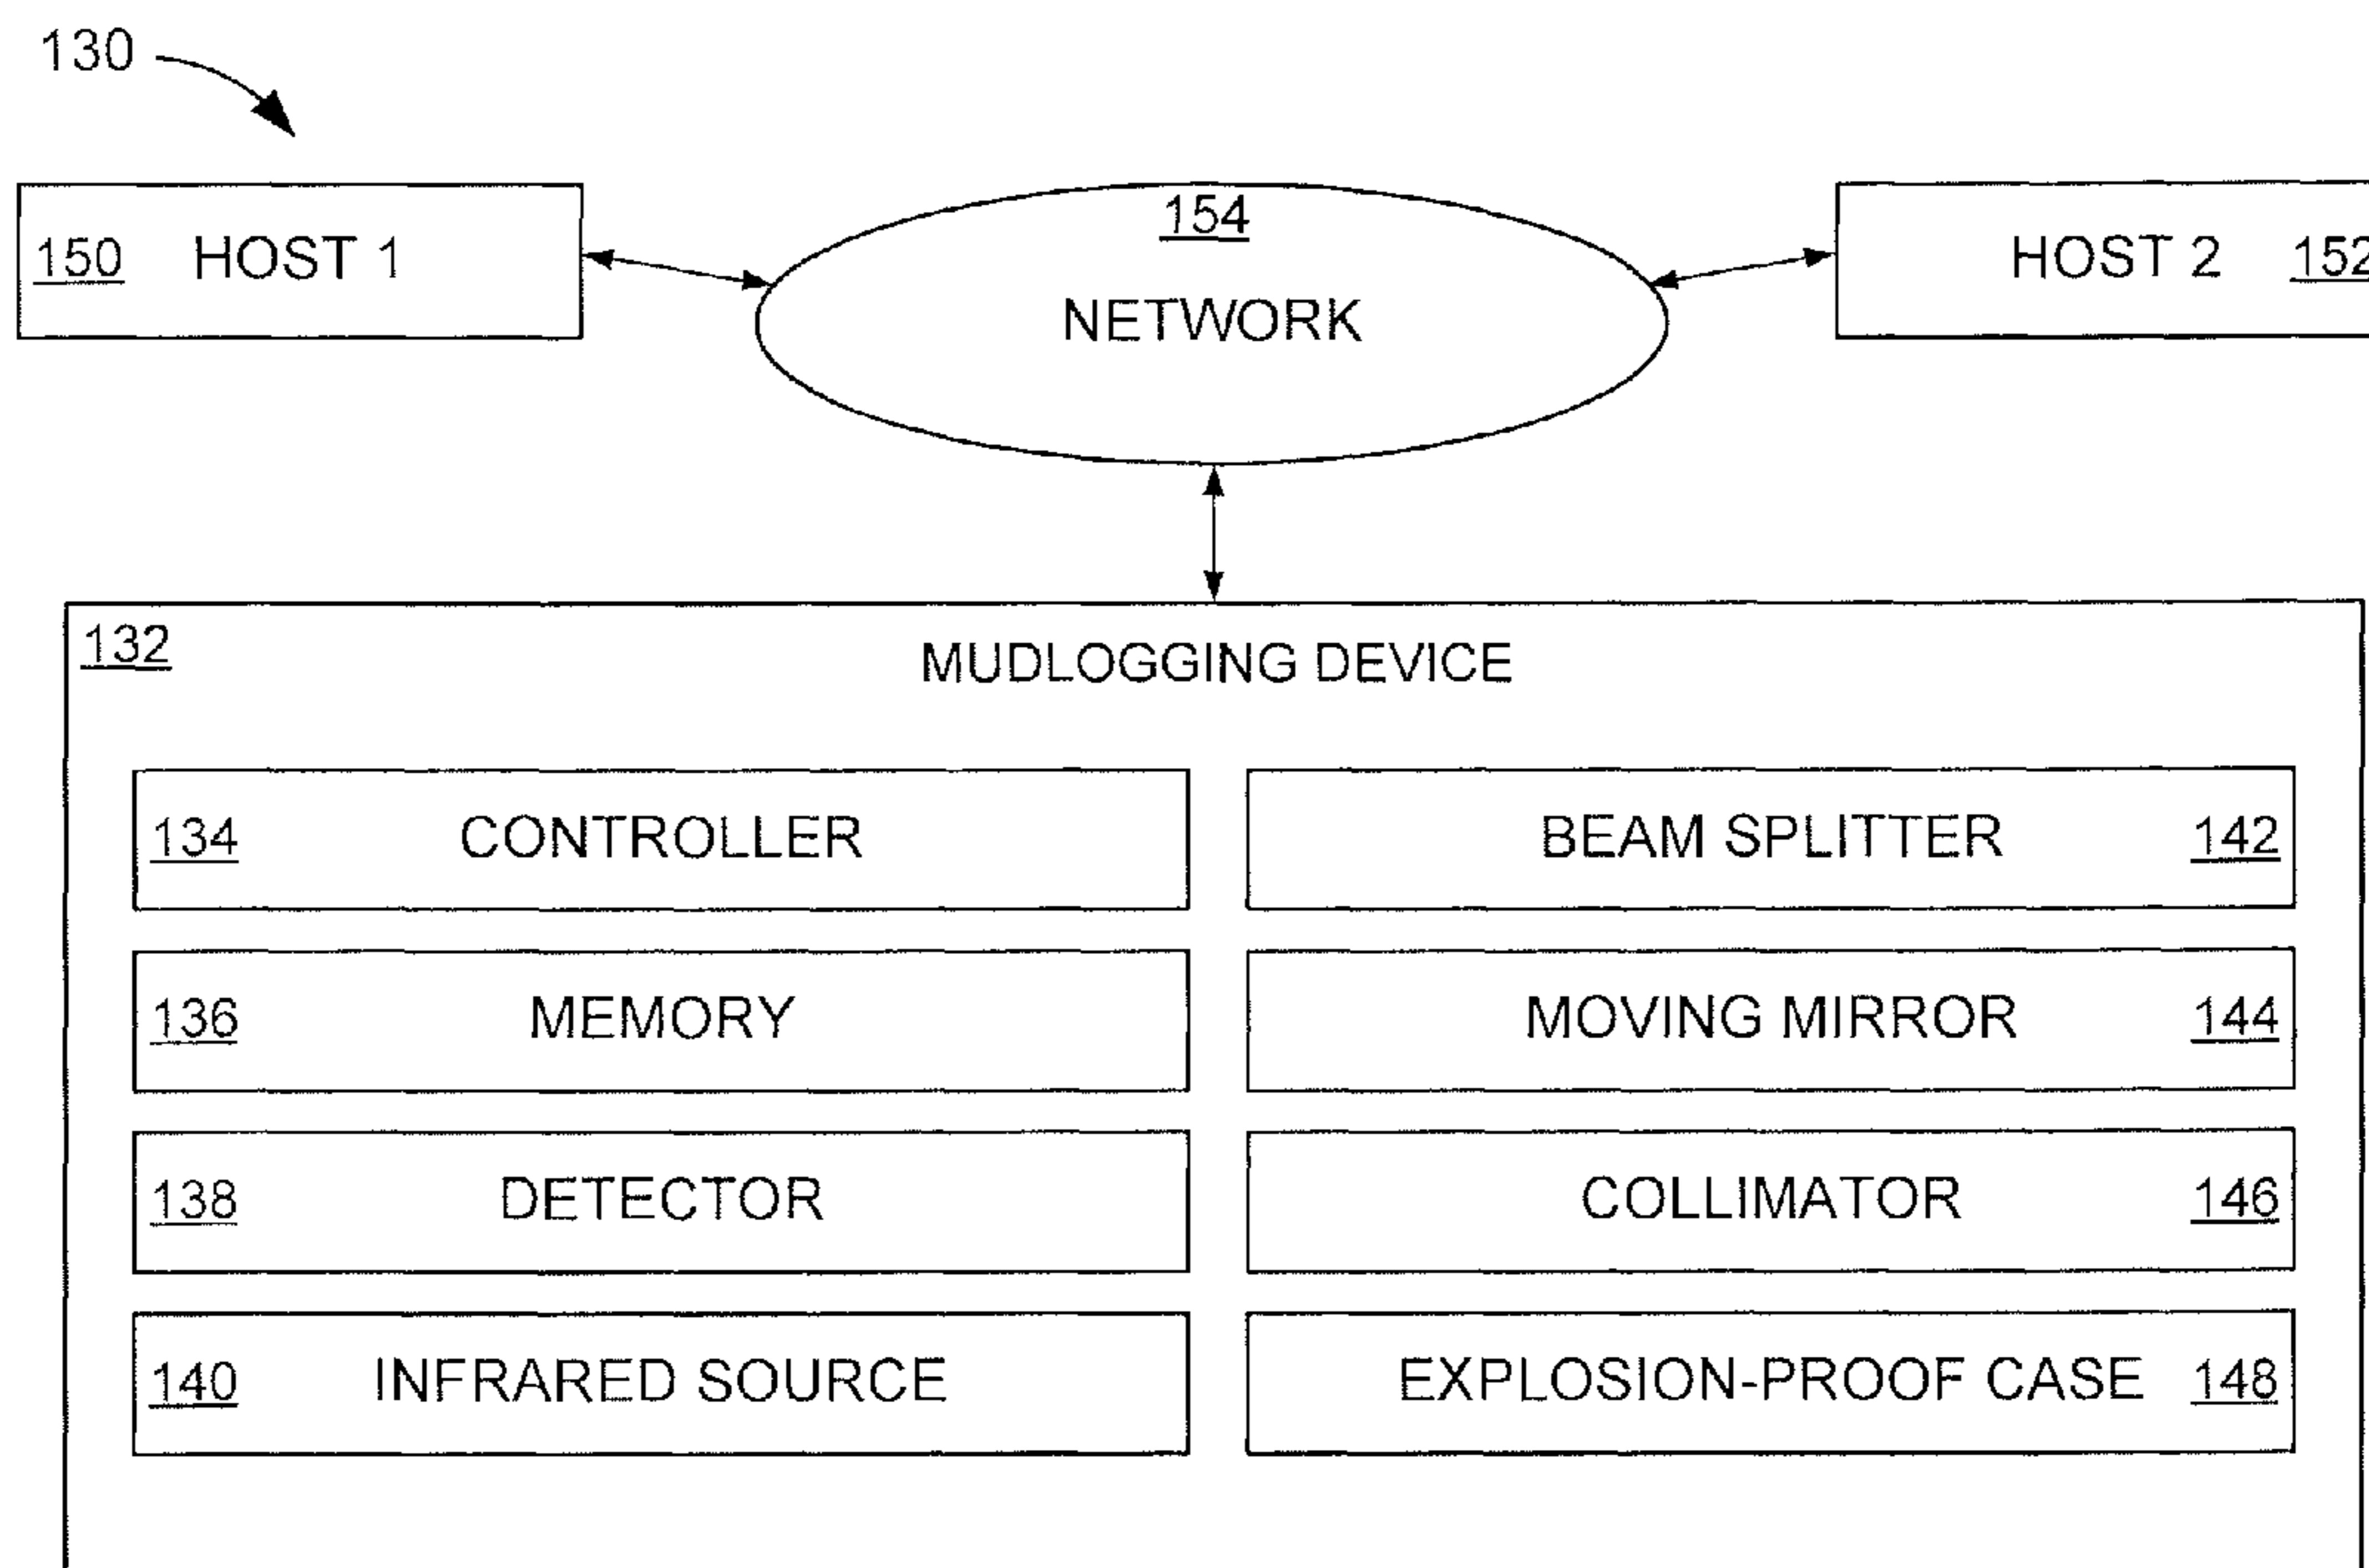 130
154
150 HOST 1
HOST 2 152
NETWORK
132
MUDLOGGING DEVICE
134 CONTROLLER
BEAM SPLITTER 142
136 MEMORY
MOVING MIRROR 144
138 DETECTOR
COLLIMATOR 146
140 INFRARED SOURCE
EXPLOSION-PROOF CASE 148